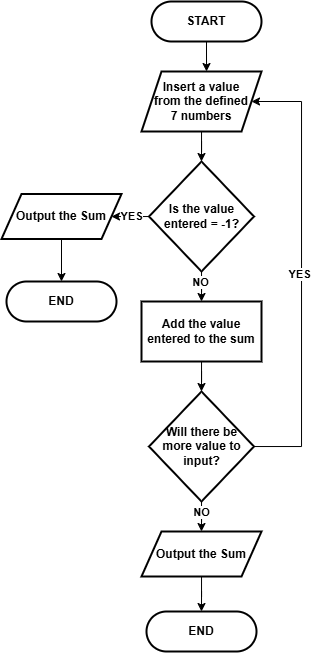 START
Insert a value
from the defined
7 numbers
Is the value
entered = -1?
YES
Output the Sum
END
NO
Add the value
entered to the sum
YES
Will there be
more value to
input?
NO
Output the Sum
END